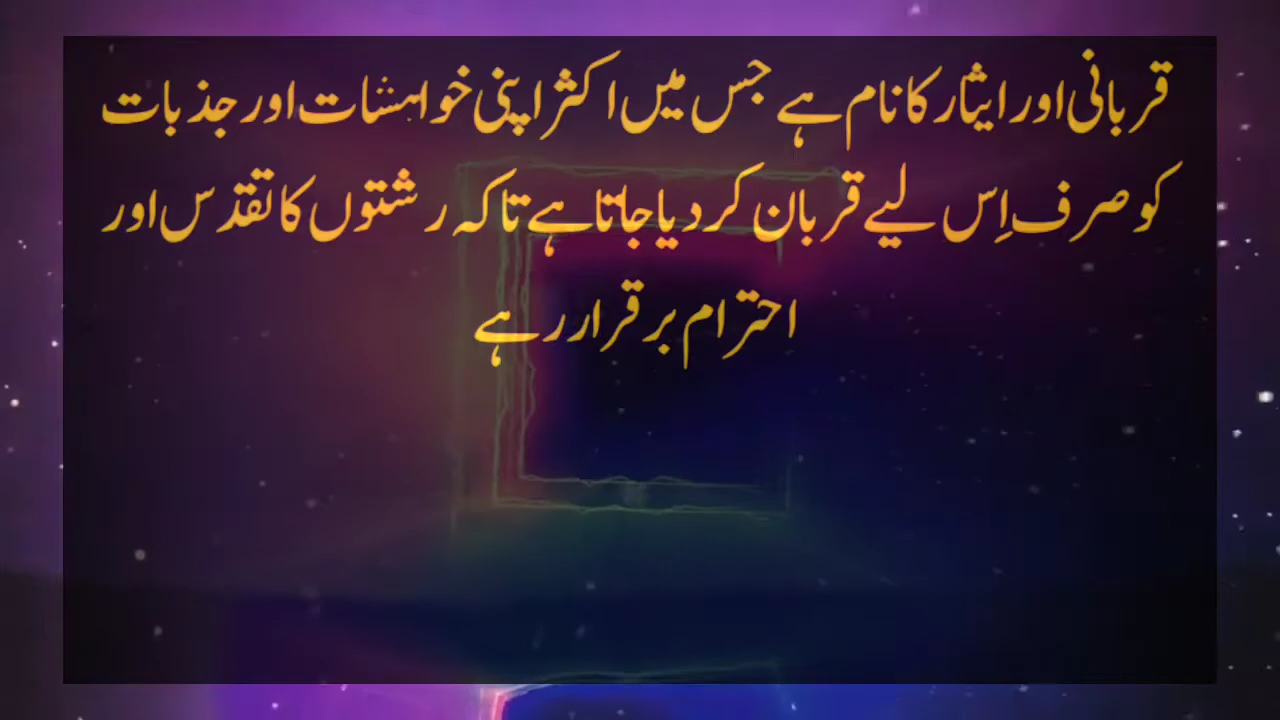 قربانی اور ایثار کا نام ہے جس میں اکثر اپنی خواہشات اور جذبات
کو صرف اِس لیے قربان کر دیا جاتا ہے تاکہ رشتوں کا تقدس اور
احترام برقرار رہے